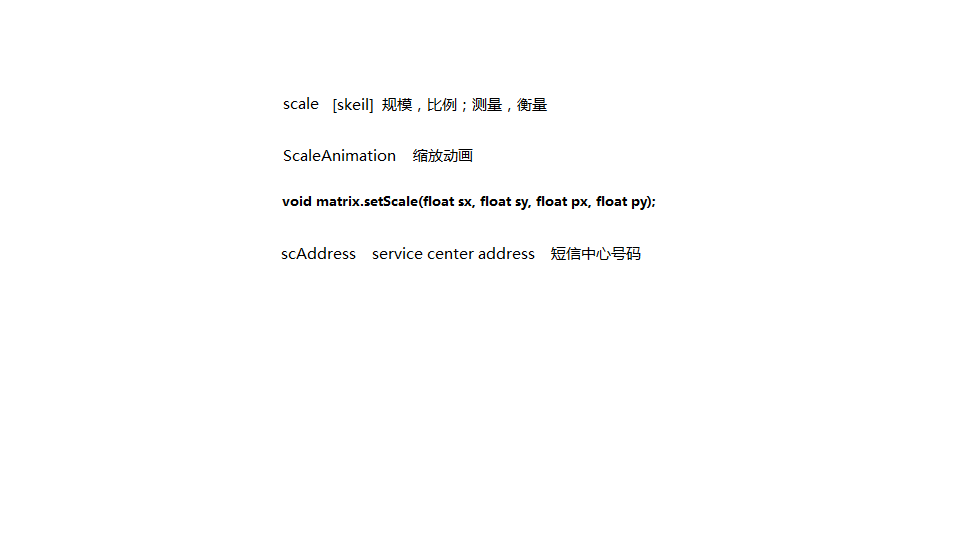 scale [skeil] 规模，比例；测量，衡量
ScaleAnimation 缩放动画
void matrix.setScale(float sx, float sy, float px, float py);
scAddress service center address 短信中心号码